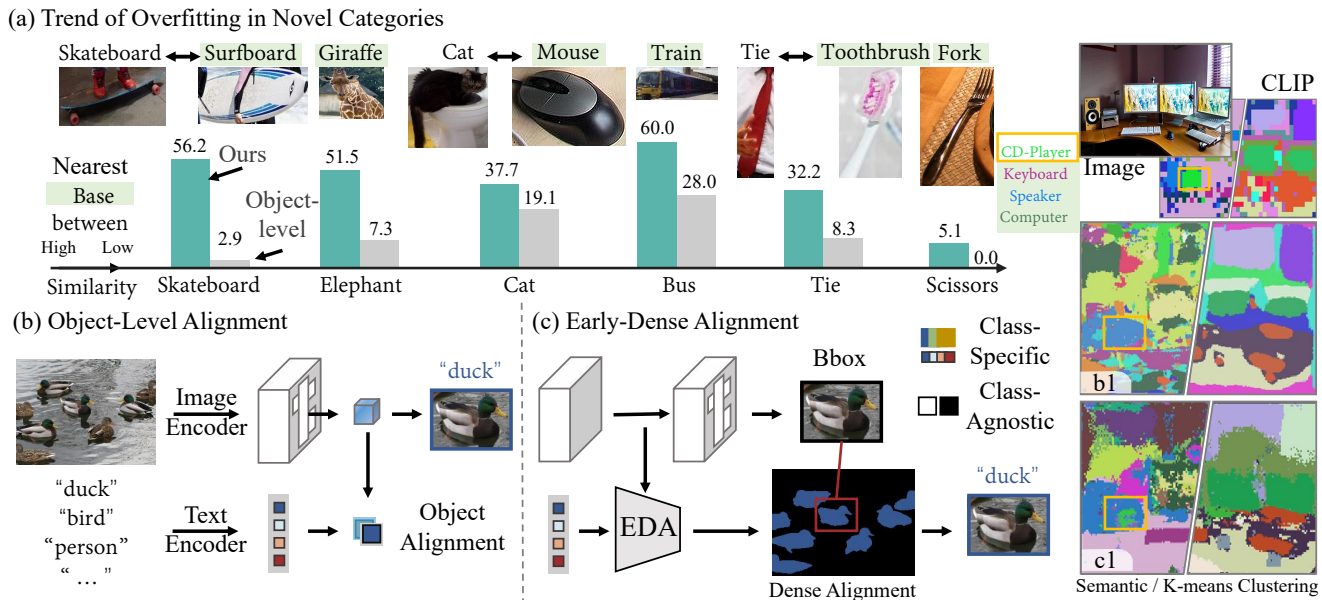 (a) Trend of Overfitting in Novel Categories
Skateboard Surfboard Giraffe Cat Mouse Train Tie Toothbrush Fork
CLIP
Image
CD-Player
Keyboard
Speaker
Computer
Nearest
Base
between
High Low
Similarity
Ours
Object-
level
56.2 2.9 51.5 7.3 37.7 19.1 60.0 28.0 32.2 8.3 5.1 0.0
Skateboard Elephant Cat Bus Tie Scissors
(b) Object-Level Alignment
Image
Encoder
"duck"
"duck"
"bird"
"person"
" ... "
Text
Encoder
Object
Alignment
(c) Early-Dense Alignment
Bbox
Class-
Specific
Class-
Agnostic
EDA
"duck"
Dense Alignment
b1
c1
Semantic / K-means Clustering